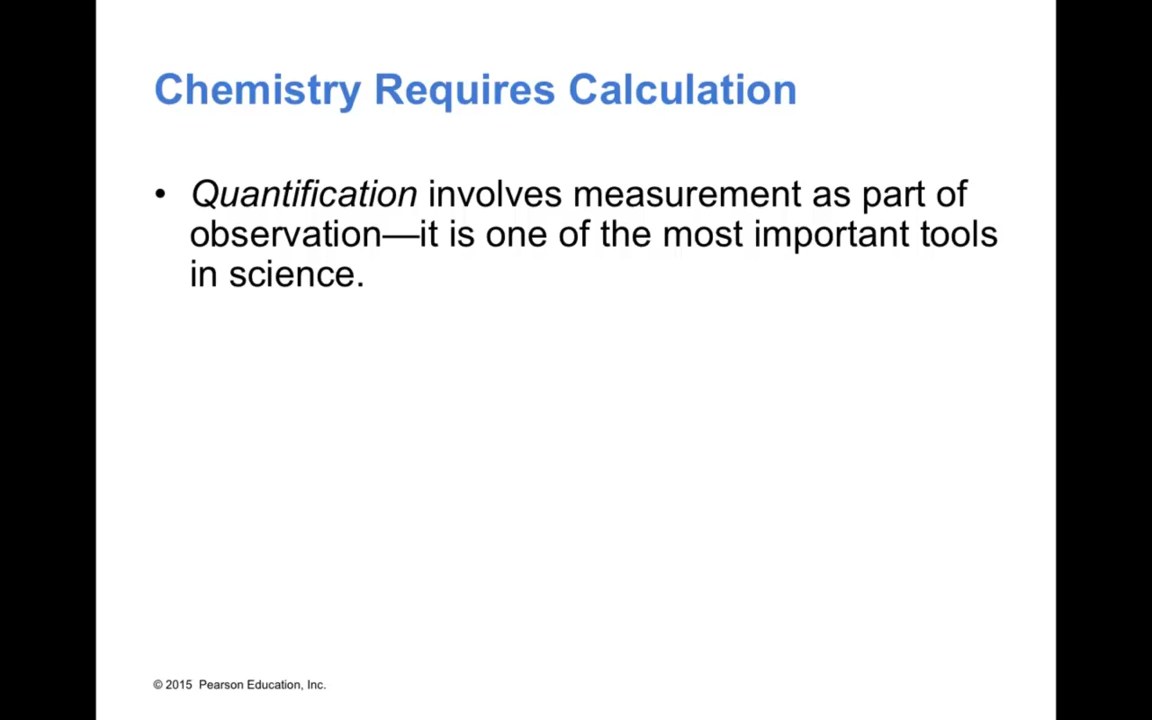 Chemistry Requires Calculation
• Quantification involves measurement as part of
observation—it is one of the most important tools
in science.
© 2015 Pearson Education, Inc.